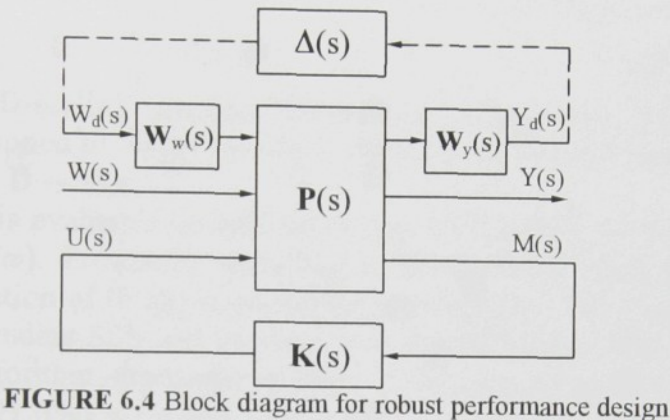 Δ(s)
W_d(s)
W_w(s)
W_y(s)
Y_d(s)
W(s)
P(s)
Y(s)
U(s)
M(s)
K(s)
FIGURE 6.4 Block diagram for robust performance design